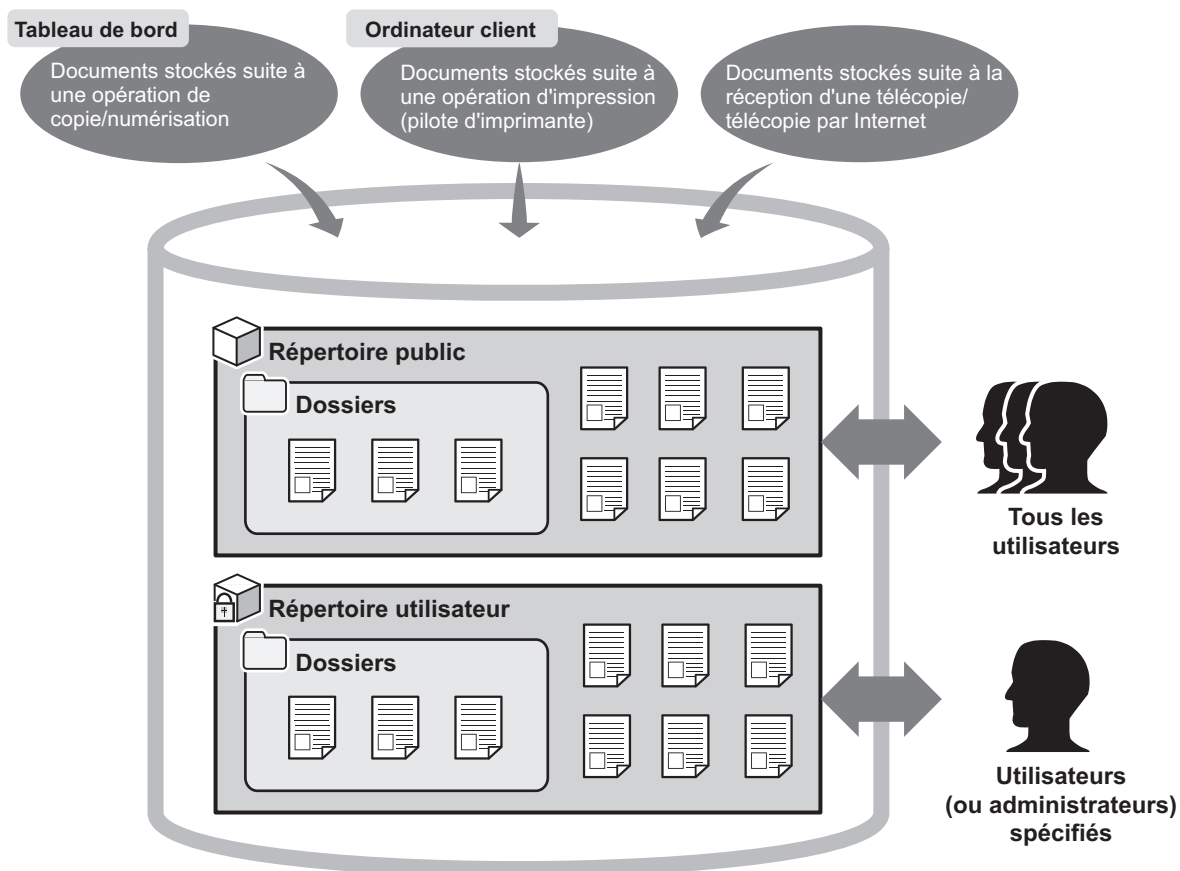 Tableau de bord
Documents stockés suite à
une opération de
copie/numérisation
Ordinateur client
Documents stockés suite à
une opération d'impression
(pilote d'imprimante)
Documents stockés suite à la
réception d'une télécopie/
télécopie par Internet
Répertoire public
Dossiers
Tous les
utilisateurs
Répertoire utilisateur
Dossiers
Utilisateurs
(ou administrateurs)
spécifiés